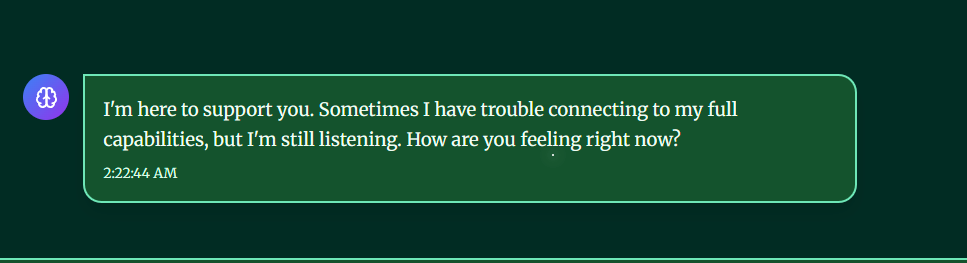 I'm here to support you. Sometimes I have trouble connecting to my full
capabilities, but I'm still listening. How are you feeling right now?
2:22:44 AM